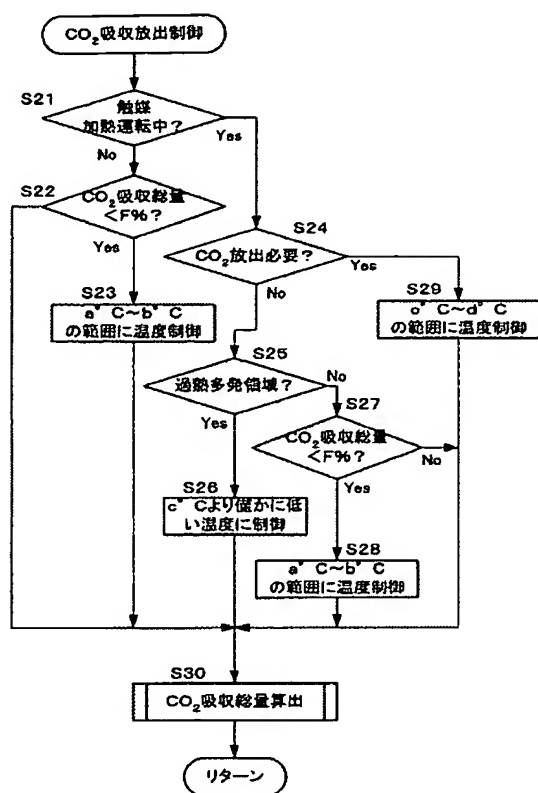 CO₂吸収放出制御
S21
触媒
加熱運転中？
Yes
No
S22
CO₂吸収総量
＜F％？
Yes
S24
CO₂放出必要？
Yes
No
S23
a°C～b°C
の範囲に温度制御
S29
c°C～d°C
の範囲に温度制御
S25
過熱多発領域？
No
Yes
S27
CO₂吸収総量
＜F％？
No
Yes
S26
c°Cより僅かに低
い温度に制御
S28
a°C～b°C
の範囲に温度制御
S30
CO₂吸収総量算出
リターン